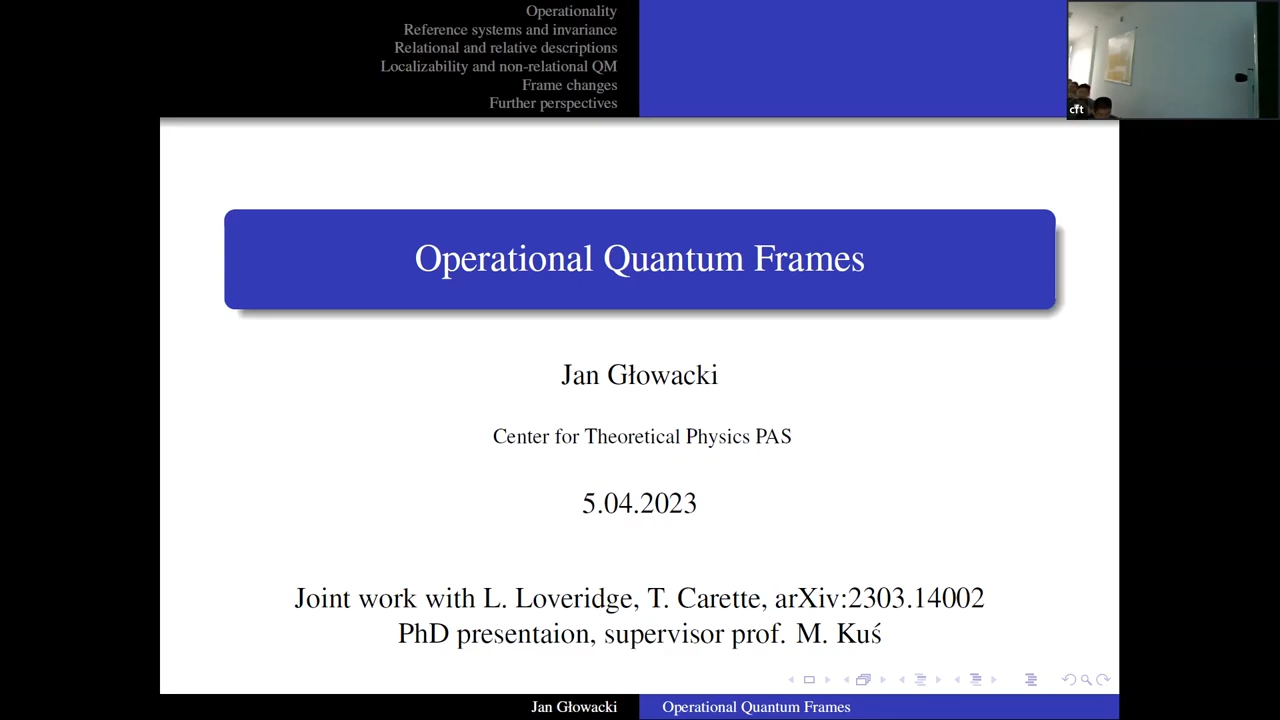 Operationality
Reference systems and invariance
Relational and relative descriptions
Localizability and non-relational QM
Frame changes
Further perspectives
cft
Operational Quantum Frames
Jan Głowacki
Center for Theoretical Physics PAS
5.04.2023
Joint work with L. Loveridge, T. Carette, arXiv:2303.14002
PhD presentaion, supervisor prof. M. Kuś
Jan Głowacki
Operational Quantum Frames